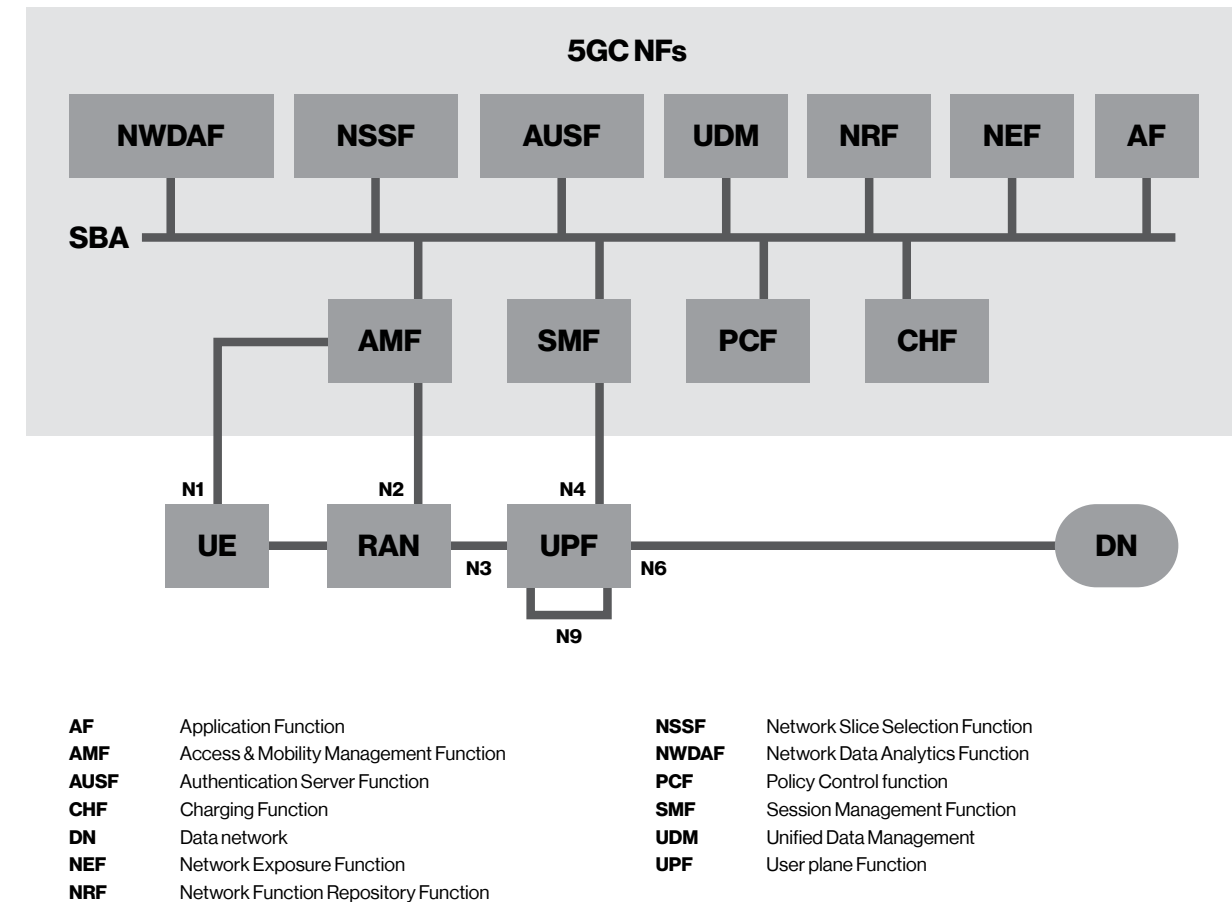 5GC NFs
NWDAF NSSF AUSF UDM NRF NEF AF
SBA
AMF SMF PCF CHF
N1 N2 N4
UE RAN UPF DN
N3 N6
N9
AF Application Function
AMF Access & Mobility Management Function
AUSF Authentication Server Function
CHF Charging Function
DN Data network
NEF Network Exposure Function
NRF Network Function Repository Function
NSSF Network Slice Selection Function
NWDAF Network Data Analytics Function
PCF Policy Control function
SMF Session Management Function
UDM Unified Data Management
UPF User plane Function